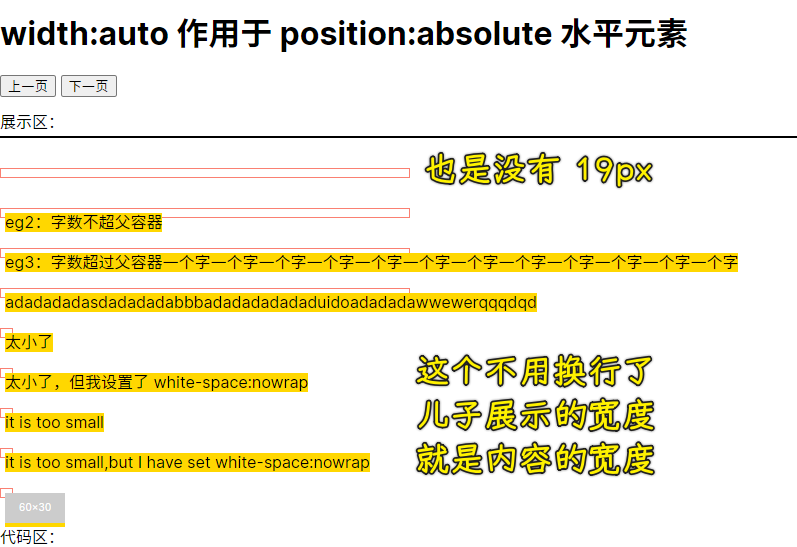 width:auto 作用于 position:absolute 水平元素
上一页 下一页
展示区：
也是没有 19px
eg2：字数不超父容器
eg3：字数超过父容器一个字一个字一个字一个字一个字一个字一个字一个字一个字一个字一个字一个字
adadadadasdadadadabbbadadadadadaduidoadadadawwewerqqqdqd
太小了
太小了，但我设置了 white-space:nowrap
这个不用换行了
儿子展示的宽度
就是内容的宽度
it is too small
it is too small,but I have set white-space:nowrap
60×30
代码区：